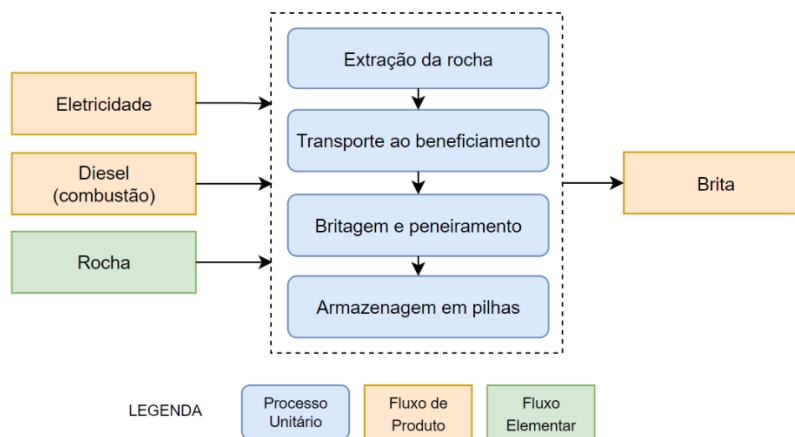 Extração da rocha
Eletricidade
Transporte ao beneficiamento
Diesel
(combustão)
Brita
Britagem e peneiramento
Rocha
Armazenagem em pilhas
LEGENDA
Processo
Unitário
Fluxo de
Produto
Fluxo
Elementar